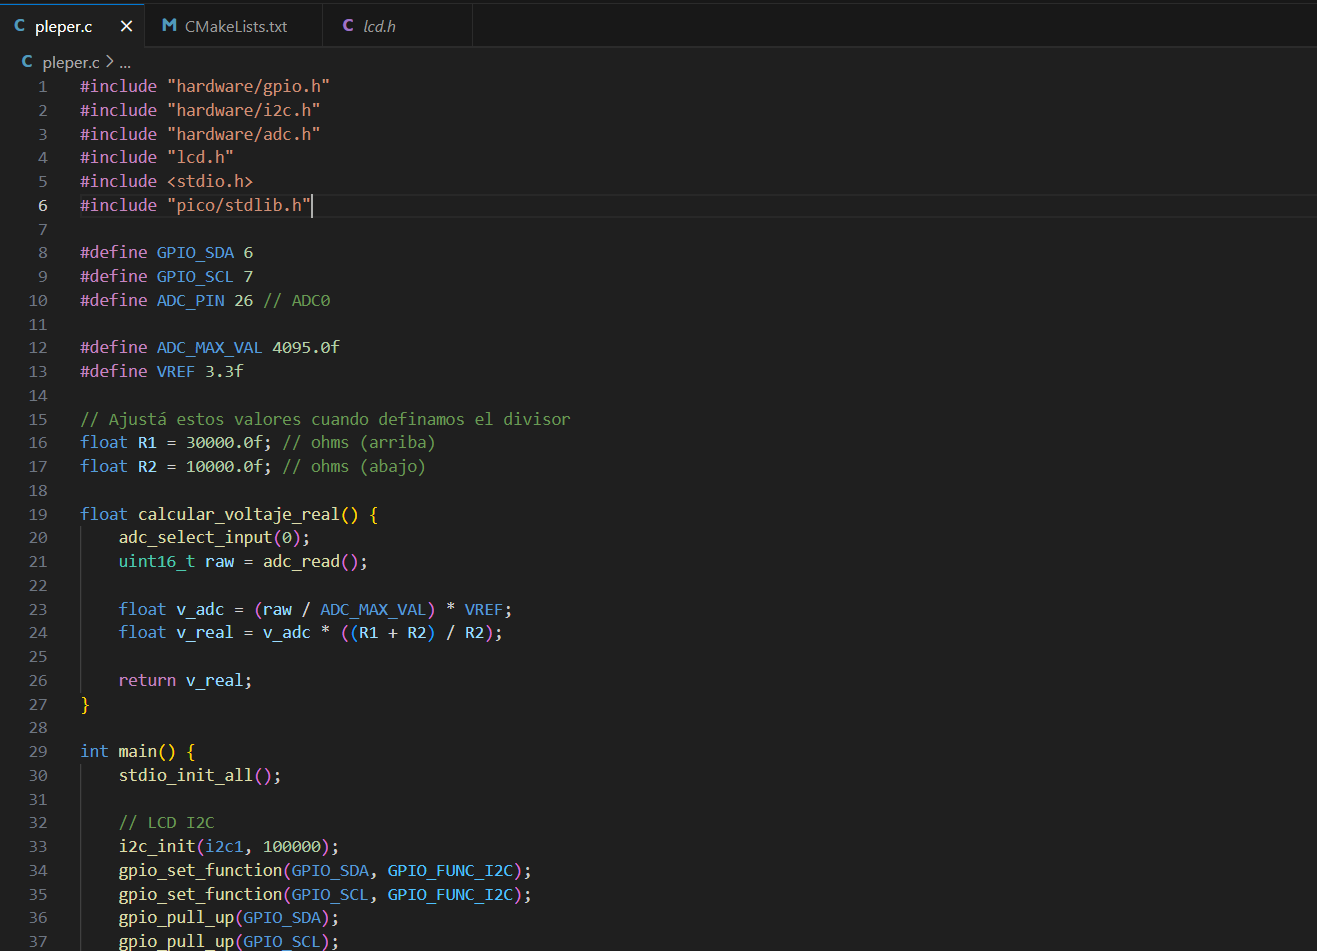 C pleper.c × M CMakeLists.txt C lcd.h
C pleper.c > ...
1 #include "hardware/gpio.h"
2 #include "hardware/i2c.h"
3 #include "hardware/adc.h"
4 #include "lcd.h"
5 #include <stdio.h>
6 #include "pico/stdlib.h"
7
8 #define GPIO_SDA 6
9 #define GPIO_SCL 7
10 #define ADC_PIN 26 // ADC0
11
12 #define ADC_MAX_VAL 4095.0f
13 #define VREF 3.3f
14
15 // Ajustá estos valores cuando definamos el divisor
16 float R1 = 30000.0f; // ohms (arriba)
17 float R2 = 10000.0f; // ohms (abajo)
18
19 float calcular_voltaje_real() {
20     adc_select_input(0);
21     uint16_t raw = adc_read();
22
23     float v_adc = (raw / ADC_MAX_VAL) * VREF;
24     float v_real = v_adc * ((R1 + R2) / R2);
25
26     return v_real;
27 }
28
29 int main() {
30     stdio_init_all();
31
32     // LCD I2C
33     i2c_init(i2c1, 100000);
34     gpio_set_function(GPIO_SDA, GPIO_FUNC_I2C);
35     gpio_set_function(GPIO_SCL, GPIO_FUNC_I2C);
36     gpio_pull_up(GPIO_SDA);
37     gpio_pull_up(GPIO_SCL);